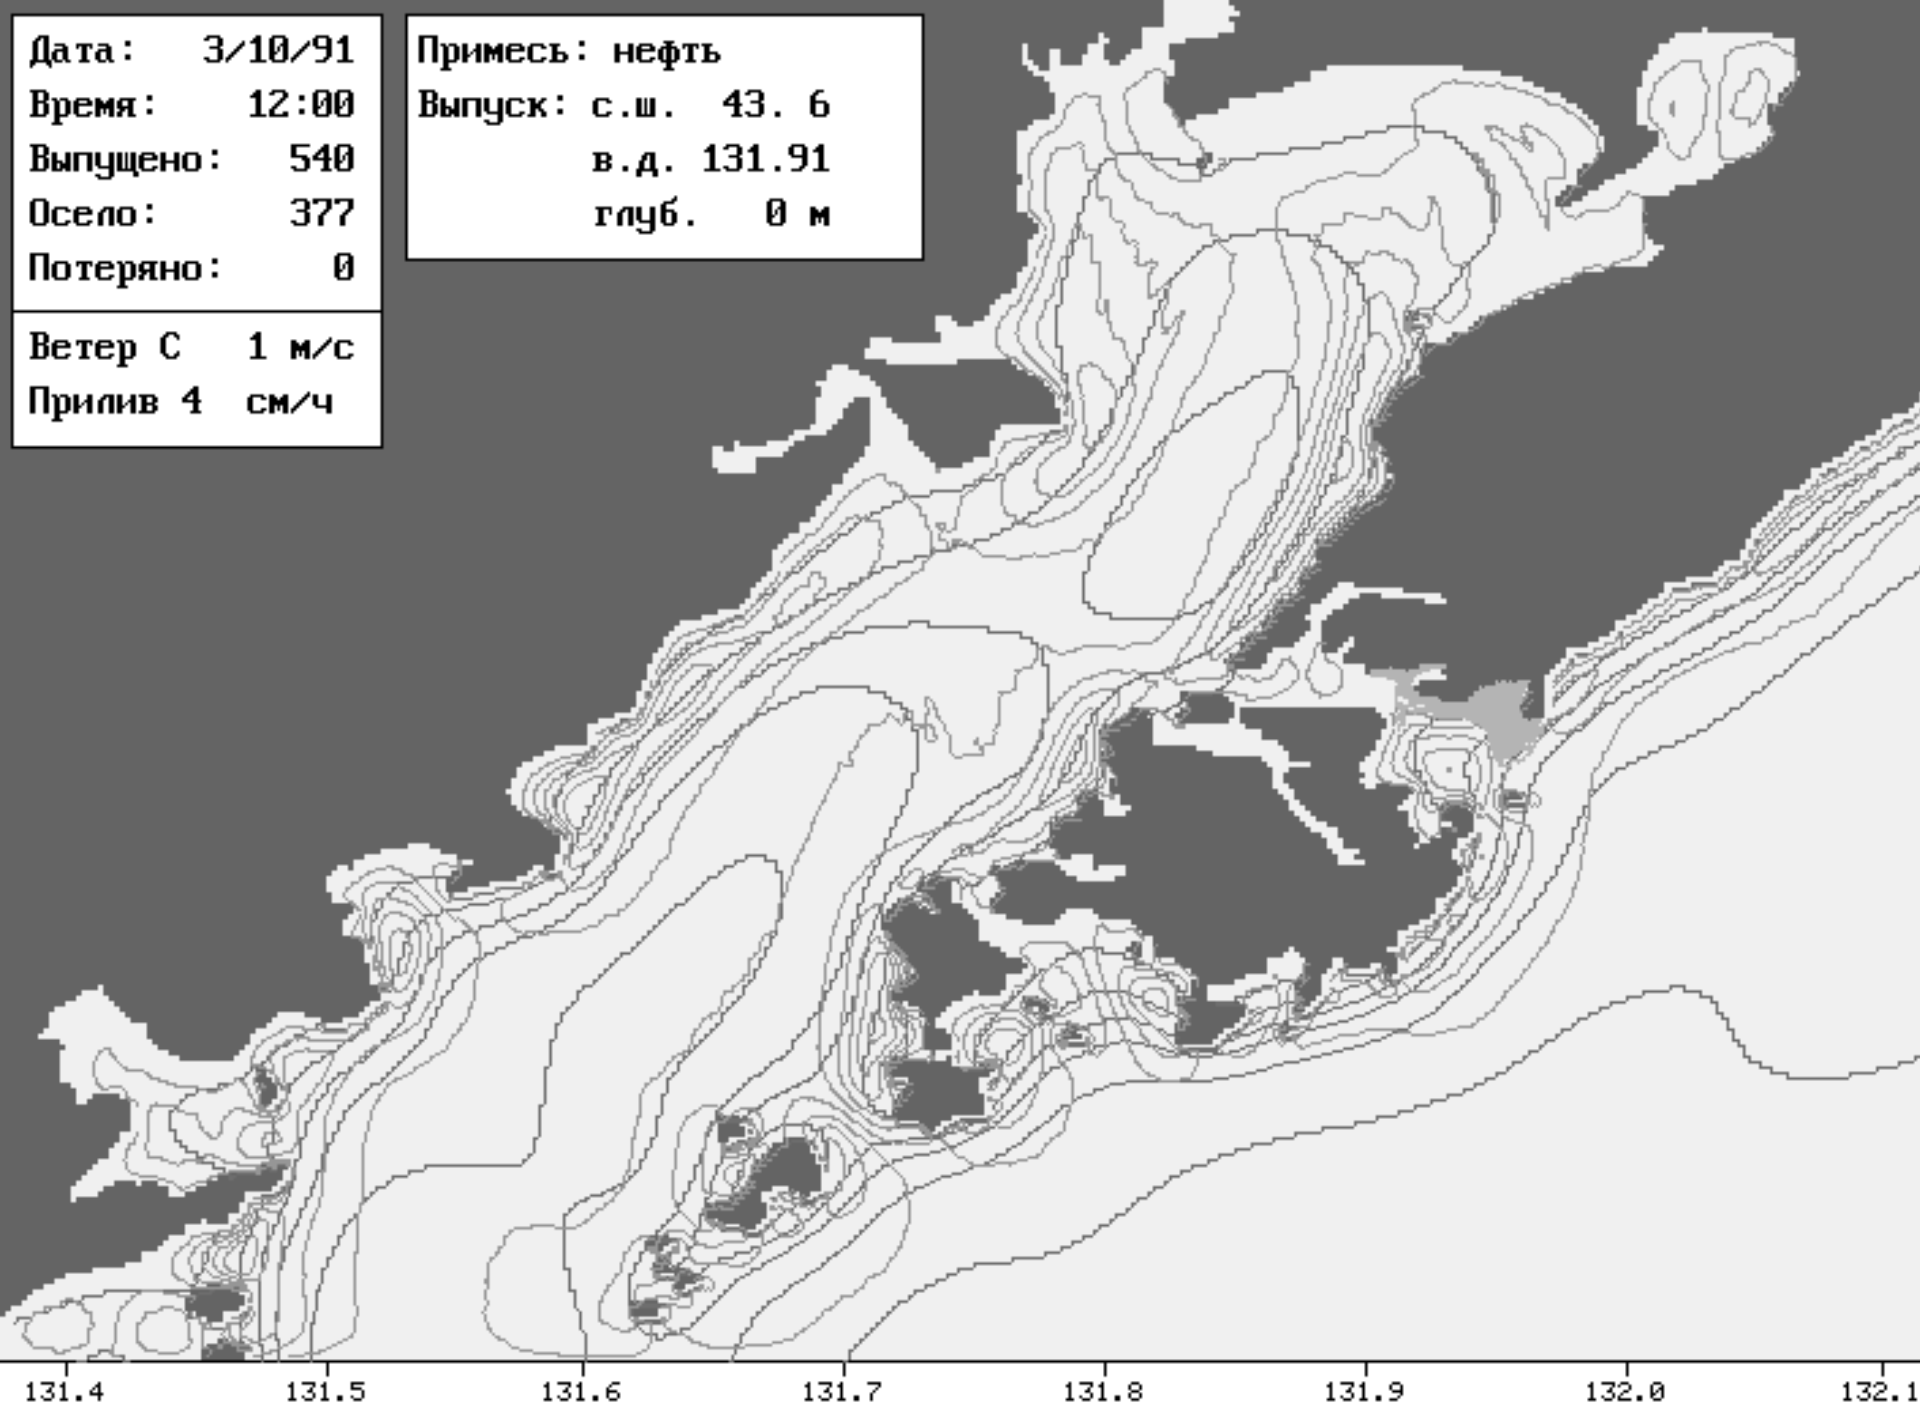 Дата: 3/10/91
Время: 12:00
Выпущено: 540
Осело: 377
Потеряно: 0
Ветер С 1 м/с
Прилив 4 см/ч
Примесь: нефть
Выпуск: с.ш. 43. 6
в.д. 131.91
глуб. 0 м
131.4 131.5 131.6 131.7 131.8 131.9 132.0 132.1